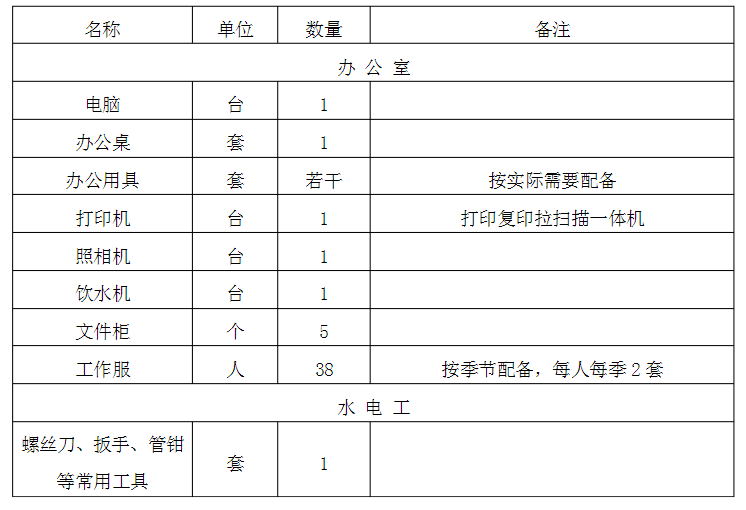 名称 单位 数量 备注
办 公 室
电脑 台 1
办公桌 套 1
办公用具 套 若干 按实际需要配备
打印机 台 1 打印复印拉扫描一体机
照相机 台 1
饮水机 台 1
文件柜 个 5
工作服 人 38 按季节配备，每人每季 2 套
水 电 工
螺丝刀、扳手、管钳
等常用工具 套 1